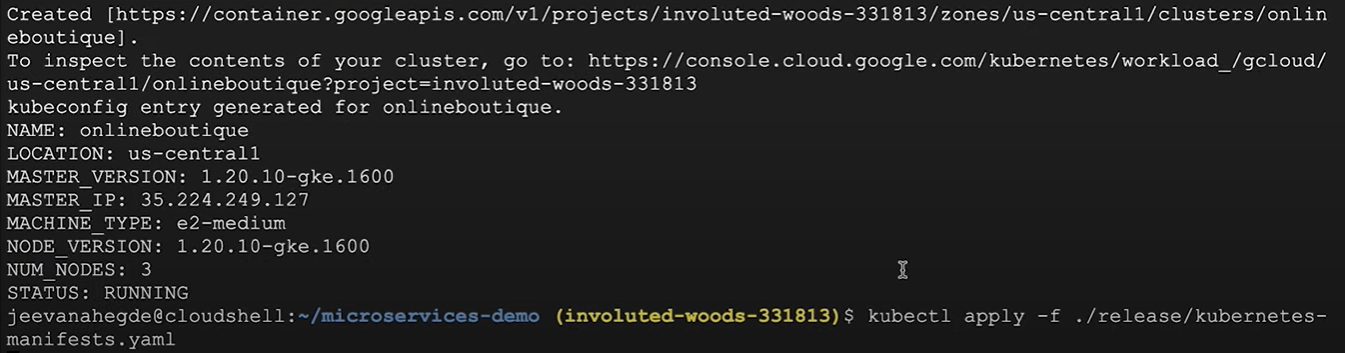 Created [https://container.googleapis.com/v1/projects/involuted-woods-331813/zones/us-central1/clusters/onlin
eboutique].
To inspect the contents of your cluster, go to: https://console.cloud.google.com/kubernetes/workload_/gcloud/
us-central1/onlineboutique?project=involuted-woods-331813
kubeconfig entry generated for onlineboutique.
NAME: onlineboutique
LOCATION: us-central1
MASTER_VERSION: 1.20.10-gke.1600
MASTER_IP: 35.224.249.127
MACHINE_TYPE: e2-medium
NODE_VERSION: 1.20.10-gke.1600
NUM_NODES: 3
STATUS: RUNNING
jeevanahegde@cloudshell:~/microservices-demo (involuted-woods-331813)$ kubectl apply -f ./release/kubernetes-
manifests.yaml